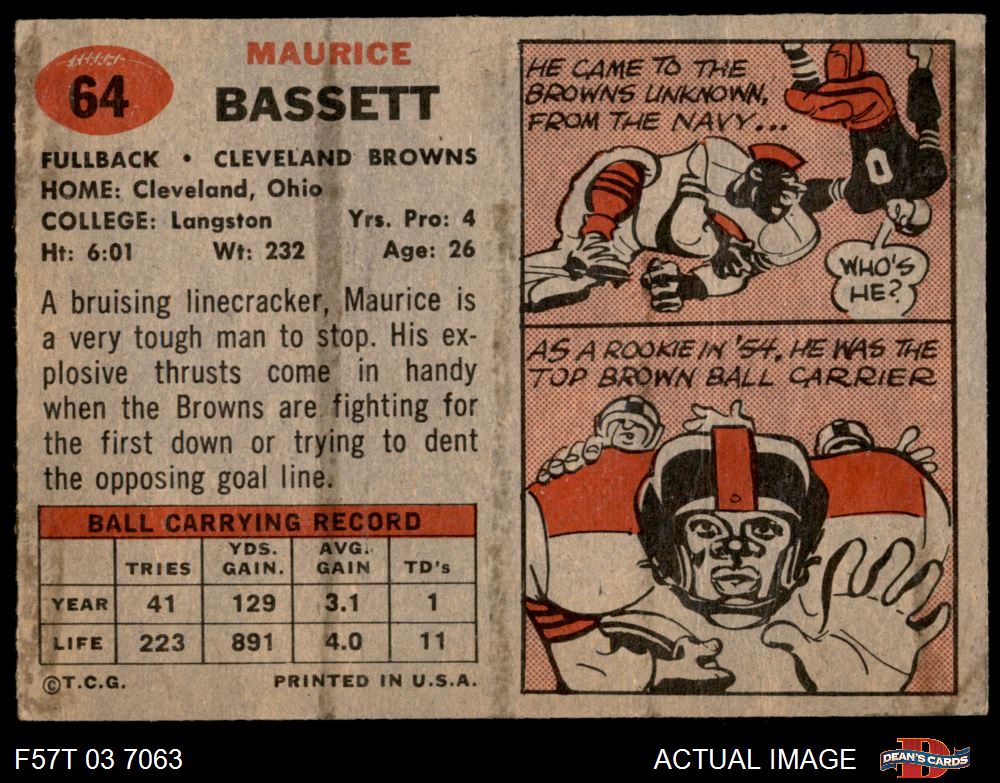 64
MAURICE
BASSETT
FULLBACK • CLEVELAND BROWNS
HOME: Cleveland, Ohio
COLLEGE: Langston Yrs. Pro: 4
Ht: 6:01 Wt: 232 Age: 26
A bruising linecracker, Maurice is
a very tough man to stop. His ex-
plosive thrusts come in handy
when the Browns are fighting for
the first down or trying to dent
the opposing goal line.
BALL CARRYING RECORD
TRIES YDS. GAIN. AVG. GAIN TD's
YEAR 41 129 3.1 1
LIFE 223 891 4.0 11
©T.C.G. PRINTED IN U.S.A.
HE CAME TO THE
BROWNS UNKNOWN,
FROM THE NAVY...
0
WHO'S
HE?
AS A ROOKIE IN '54, HE WAS THE
TOP BROWN BALL CARRIER
F57T 03 7063 ACTUAL IMAGE
D
DEAN'S CARDS